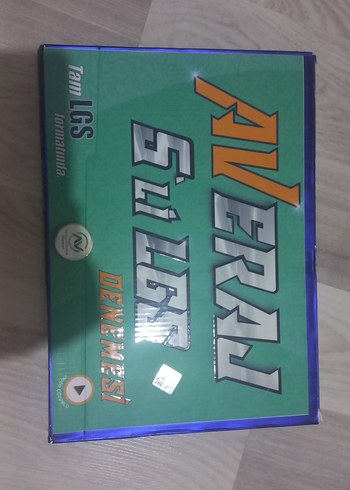 AVERAJ
5'Lİ LGS
DENEMESİ
Tam LGS
formatında.